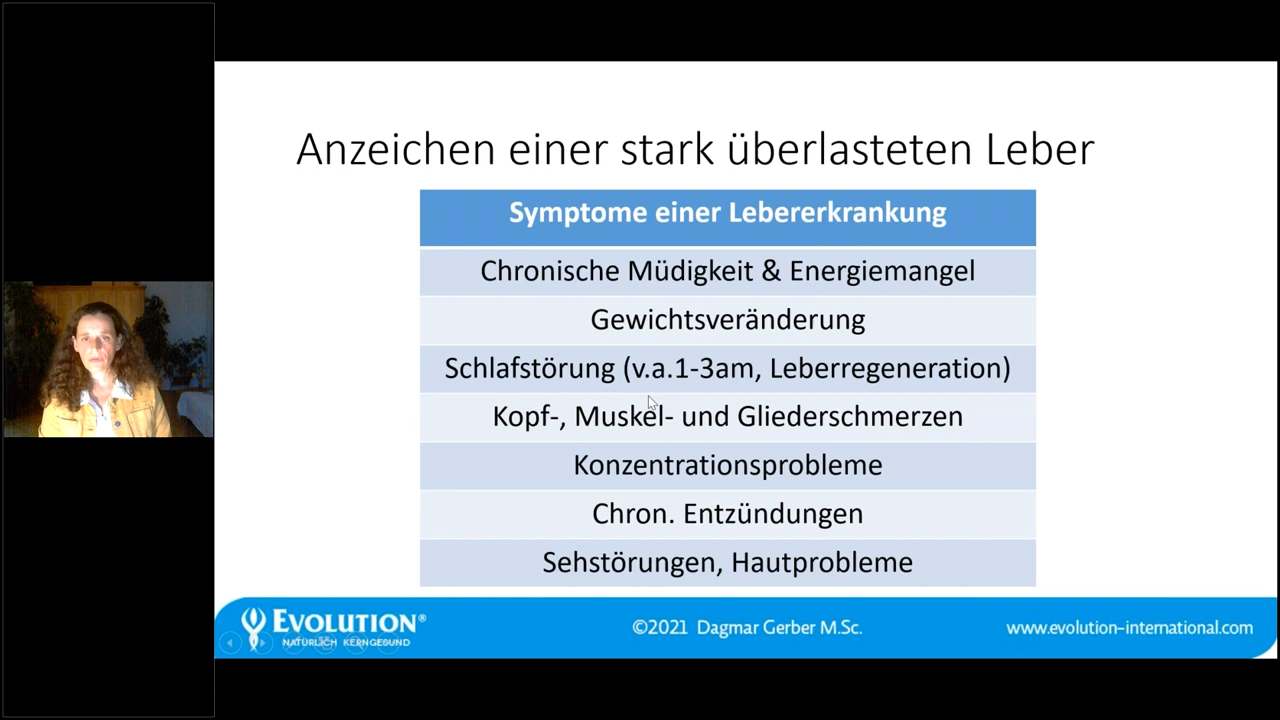 Anzeichen einer stark überlasteten Leber
Symptome einer Lebererkrankung
Chronische Müdigkeit & Energiemangel
Gewichtsveränderung
Schlafstörung (v.a.1-3am, Leberregeneration)
Kopf-, Muskel- und Gliederschmerzen
Konzentrationsprobleme
Chron. Entzündungen
Sehstörungen, Hautprobleme
EVOLUTION®
NATÜRLICH KERNGESUND
©2021 Dagmar Gerber M.Sc.
www.evolution-international.com